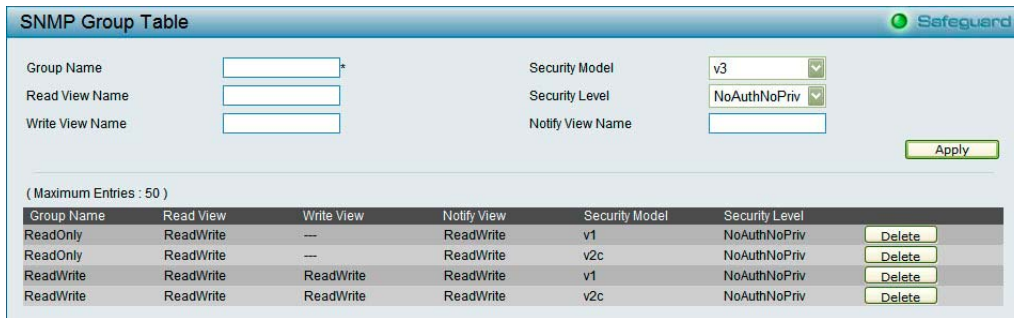 SNMP Group Table
Safeguard
Group Name * Security Model v3
Read View Name Security Level NoAuthNoPriv
Write View Name Notify View Name
Apply
( Maximum Entries : 50 )
Group Name Read View Write View Notify View Security Model Security Level
ReadOnly ReadWrite --- ReadWrite v1 NoAuthNoPriv Delete
ReadOnly ReadWrite --- ReadWrite v2c NoAuthNoPriv Delete
ReadWrite ReadWrite ReadWrite ReadWrite v1 NoAuthNoPriv Delete
ReadWrite ReadWrite ReadWrite ReadWrite v2c NoAuthNoPriv Delete